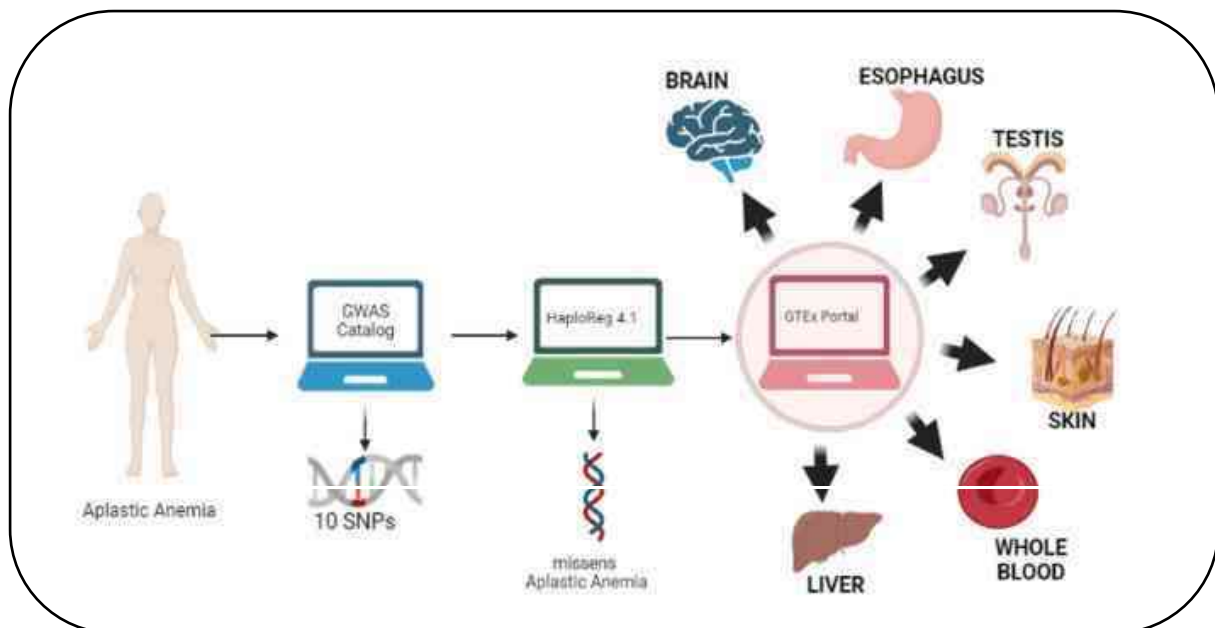 BRAIN
ESOPHAGUS
TESTIS
GWAS
Catalog
HaploReg 4.1
GTEx Portal
SKIN
Aplastic Anemia
10 SNPs
missens
Aplastic Anemia
LIVER
WHOLE
BLOOD